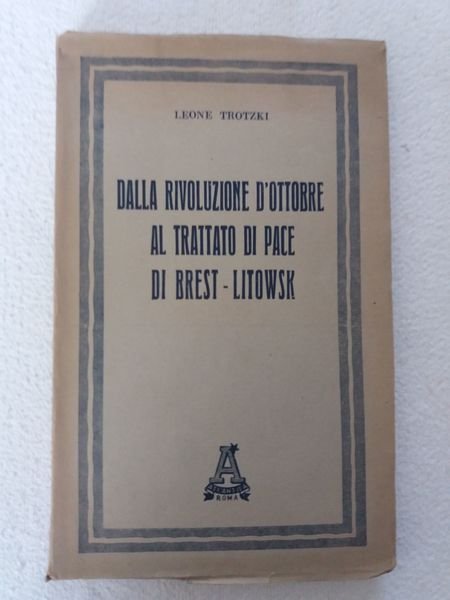 LEONE TROTZKI
DALLA RIVOLUZIONE D'OTTOBRE
AL TRATTATO DI PACE
DI BREST - LITOWSK
A
ROMA